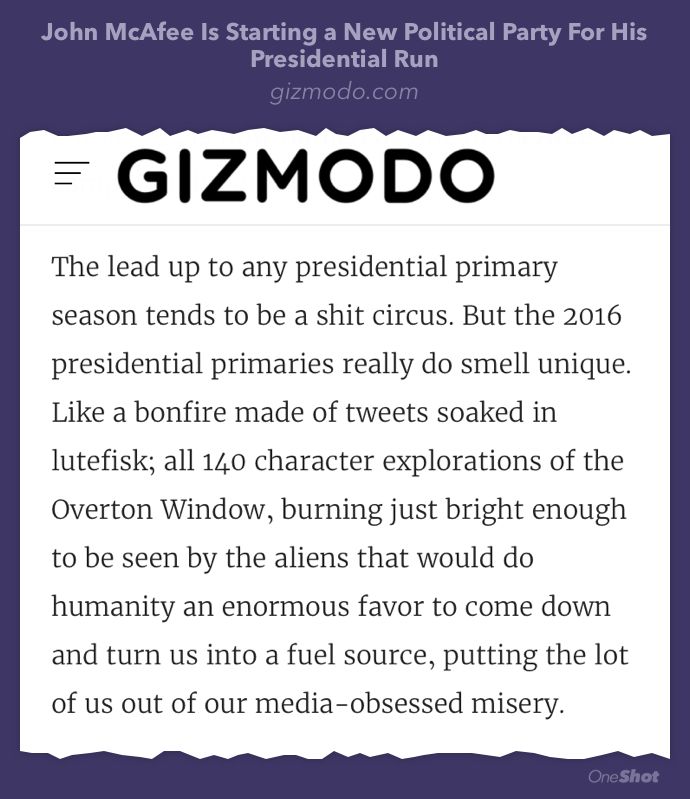 John McAfee Is Starting a New Political Party For His
Presidential Run
gizmodo.com
GIZMODO
The lead up to any presidential primary
season tends to be a shit circus. But the 2016
presidential primaries really do smell unique.
Like a bonfire made of tweets soaked in
lutefisk; all 140 character explorations of the
Overton Window, burning just bright enough
to be seen by the aliens that would do
humanity an enormous favor to come down
and turn us into a fuel source, putting the lot
of us out of our media-obsessed misery.
OneShot